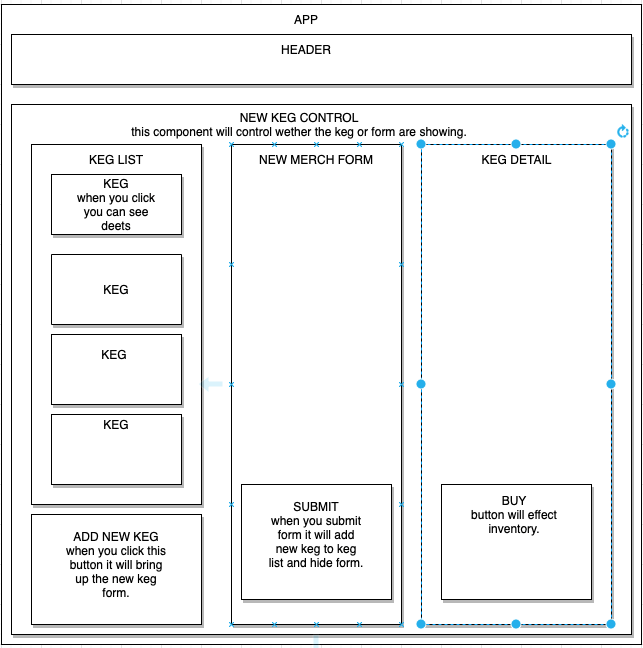 APP
HEADER
NEW KEG CONTROL
this component will control wether the keg or form are showing.
KEG LIST
KEG
when you click
you can see
deets
KEG
KEG
KEG
ADD NEW KEG
when you click this
button it will bring
up the new keg
form.
NEW MERCH FORM
SUBMIT
when you submit
form it will add
new keg to keg
list and hide form.
KEG DETAIL
BUY
button will effect
inventory.